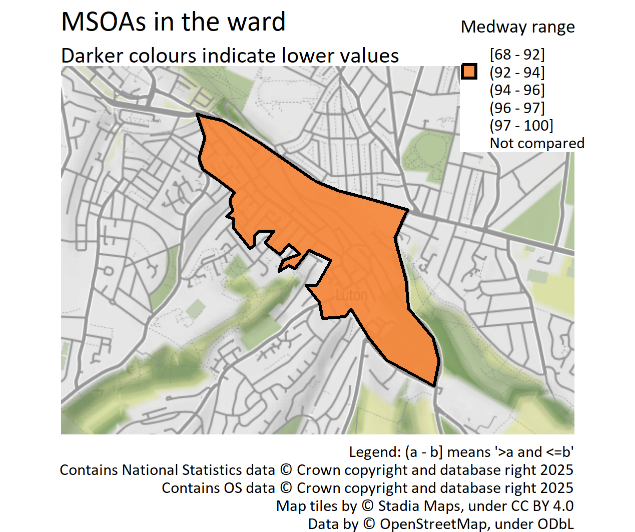 MSOAs in the ward
Darker colours indicate lower values
Medway range
[68 - 92]
(92 - 94]
(94 - 96]
(96 - 97]
(97 - 100]
Not compared
Luton
Legend: (a - b] means '>a and <=b'
Contains National Statistics data © Crown copyright and database right 2025
Contains OS data © Crown copyright and database right 2025
Map tiles by © Stadia Maps, under CC BY 4.0
Data by © OpenStreetMap, under ODbL